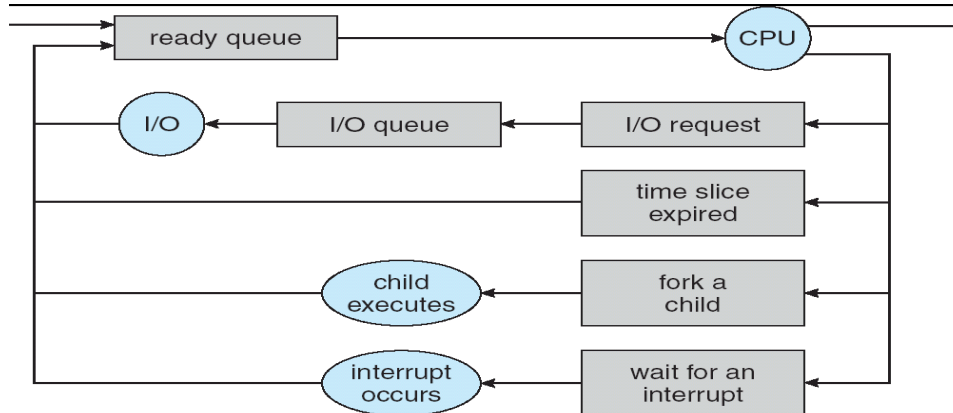 ready queue
CPU
I/O
I/O queue
I/O request
time slice
expired
child
executes
fork a
child
interrupt
occurs
wait for an
interrupt